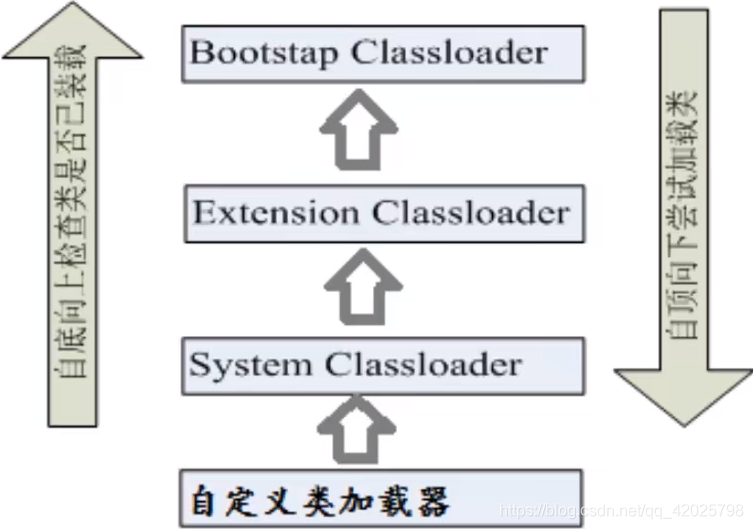 Bootstap Classloader
自底向上检查类是否已装载
自顶向下尝试加载类
Extension Classloader
System Classloader
自定义类加载器
https://blog.csdn.net/qq_42025798